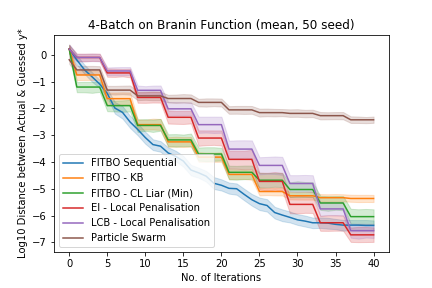 4-Batch on Branin Function (mean, 50 seed)
Log10 Distance between Actual & Guessed y*
0
−1
−2
−3
−4
−5
−6
−7
FITBO Sequential
FITBO - KB
FITBO - CL Liar (Min)
EI - Local Penalisation
LCB - Local Penalisation
Particle Swarm
0 5 10 15 20 25 30 35 40
No. of Iterations